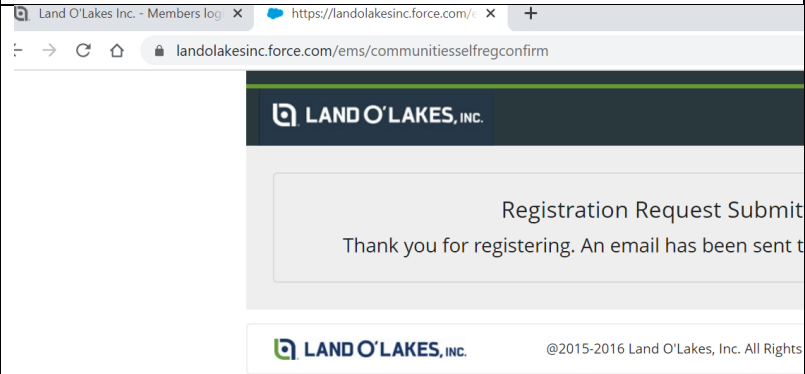 Land O'Lakes Inc. - Members log
https://landolakesinc.force.com/e
landolakesinc.force.com/ems/communitiesselfregconfirm
LAND O'LAKES, INC.
Registration Request Submit
Thank you for registering. An email has been sent t
LAND O'LAKES, INC.
@2015-2016 Land O'Lakes, Inc. All Rights